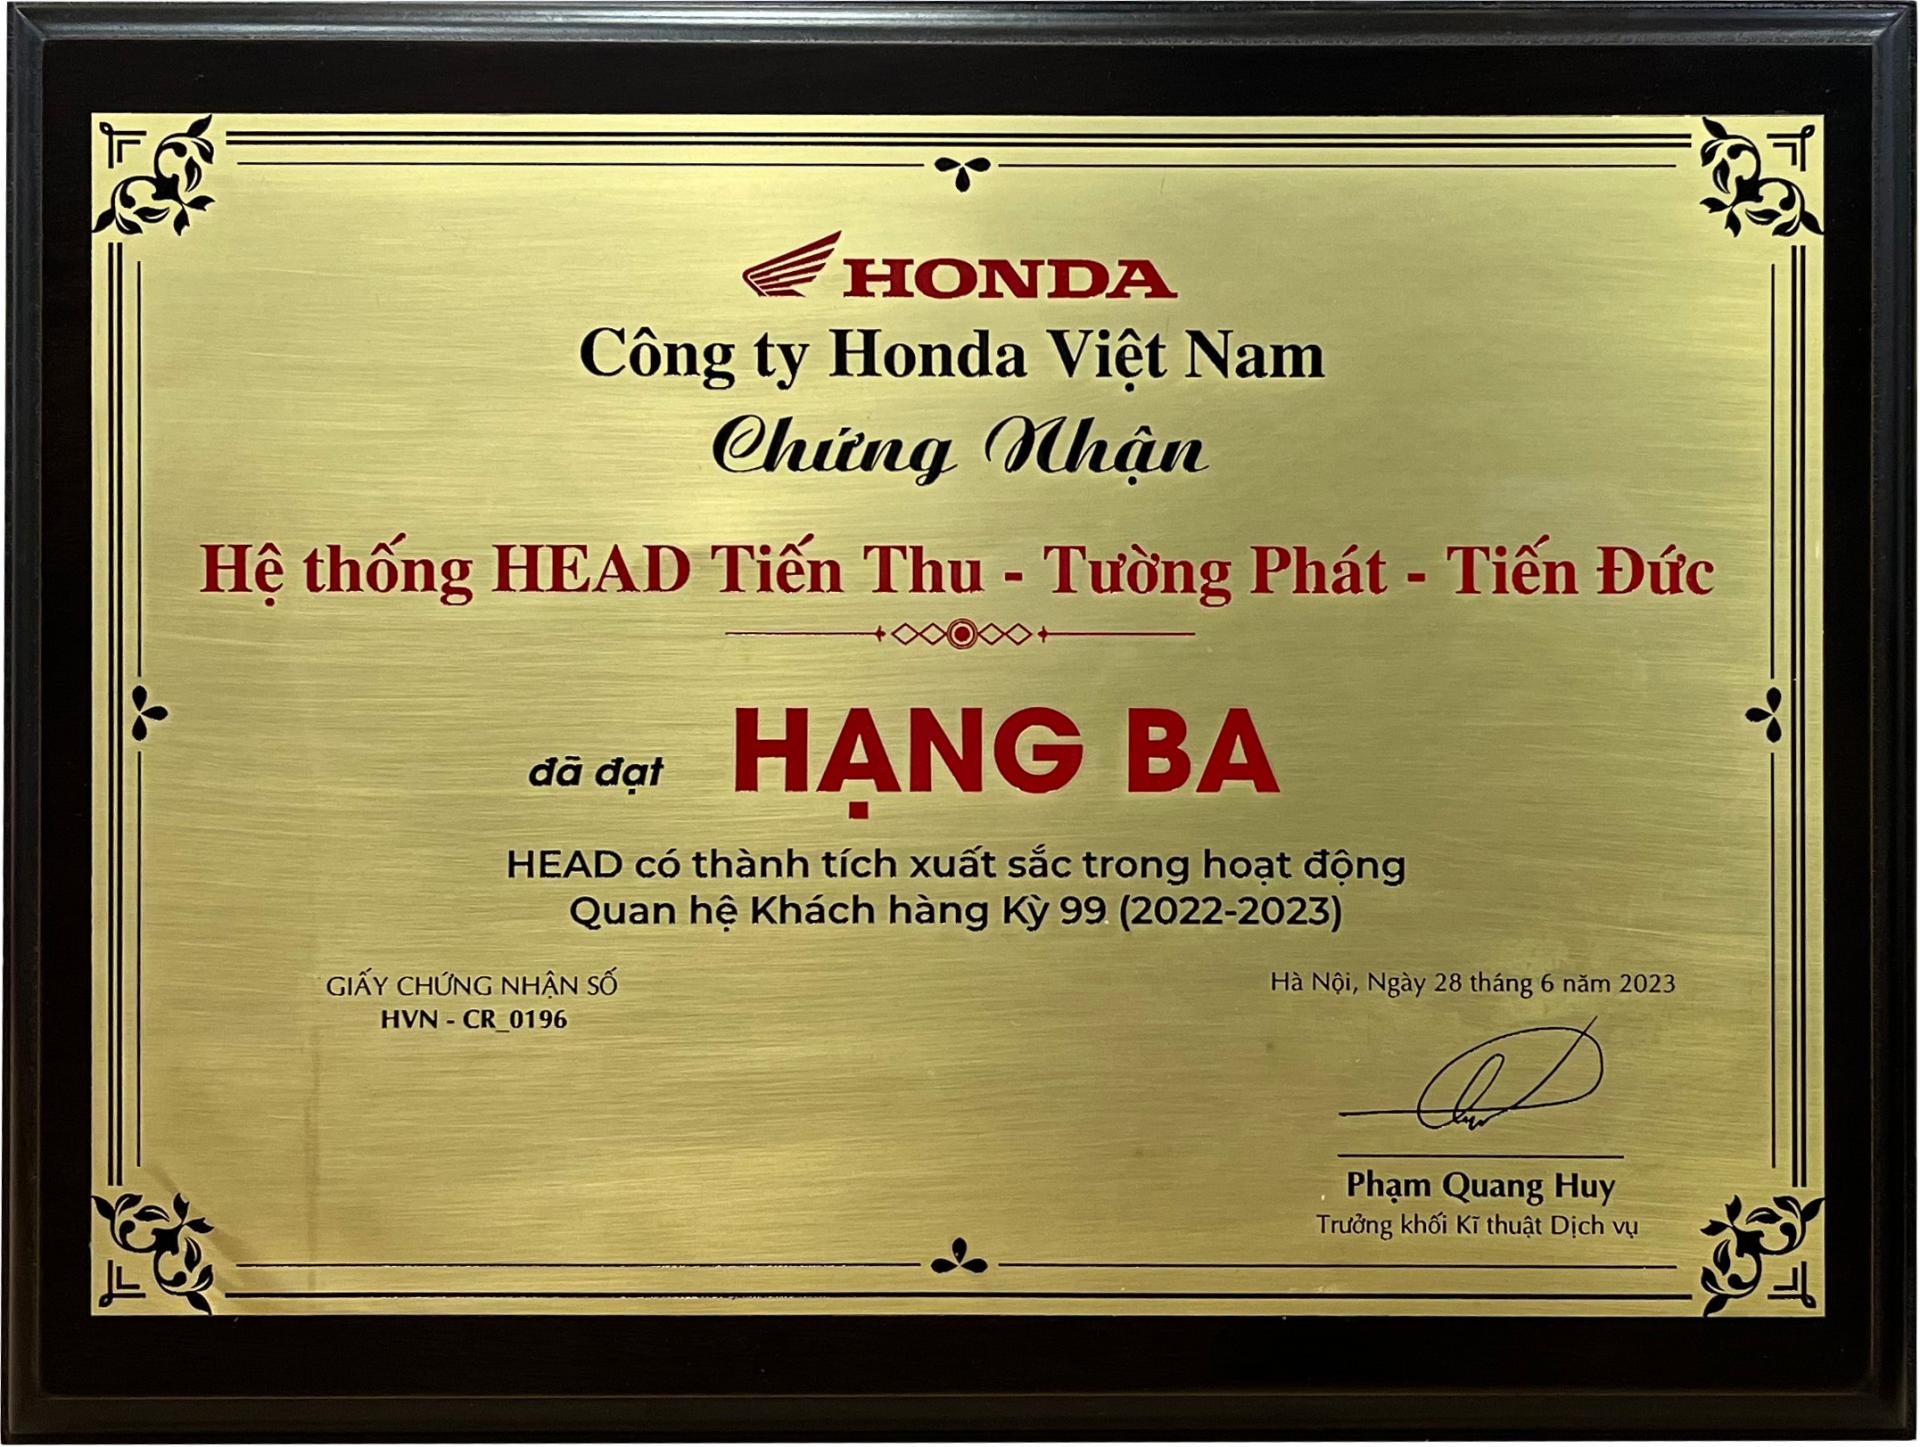 HONDA
Công ty Honda Việt Nam
Chứng Nhận
Hệ thống HEAD Tiến Thu - Tường Phát - Tiến Đức
đã đạt HẠNG BA
HEAD có thành tích xuất sắc trong hoạt động
Quan hệ Khách hàng Kỳ 99 (2022-2023)
GIẤY CHỨNG NHẬN SỐ
HVN - CR_0196
Hà Nội, Ngày 28 tháng 6 năm 2023
Phạm Quang Huy
Trưởng khối Kĩ thuật Dịch vụ